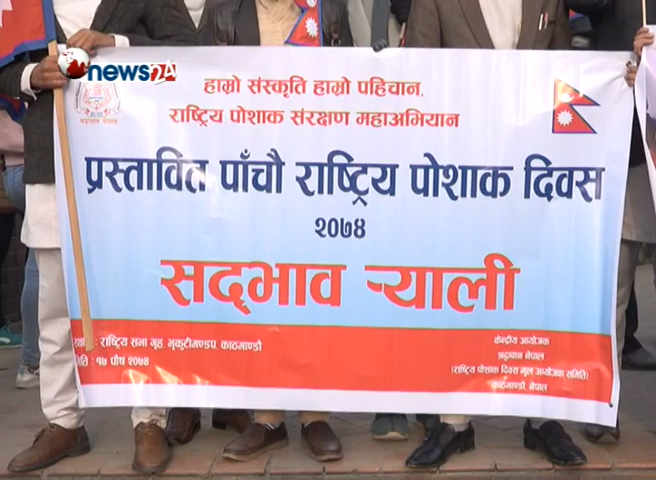 news24
हाम्रो संस्कृति हाम्रो पहिचान,
राष्ट्रिय पोशाक संरक्षण महाअभियान
प्रस्तावित पाँचौ राष्ट्रिय पोशाक दिवस
२०७४
सद्‌भाव र्‍याली
राष्ट्रिय सभा गृह, भृकुटीमण्डप, काठमाण्डौ
१७ पौष २०७४
केन्द्रीय आयोजक
श्रद्धावान नेपाल
(राष्ट्रिय पोशाक दिवस मूल आयोजक समिति)
काठमाण्डौ, नेपाल